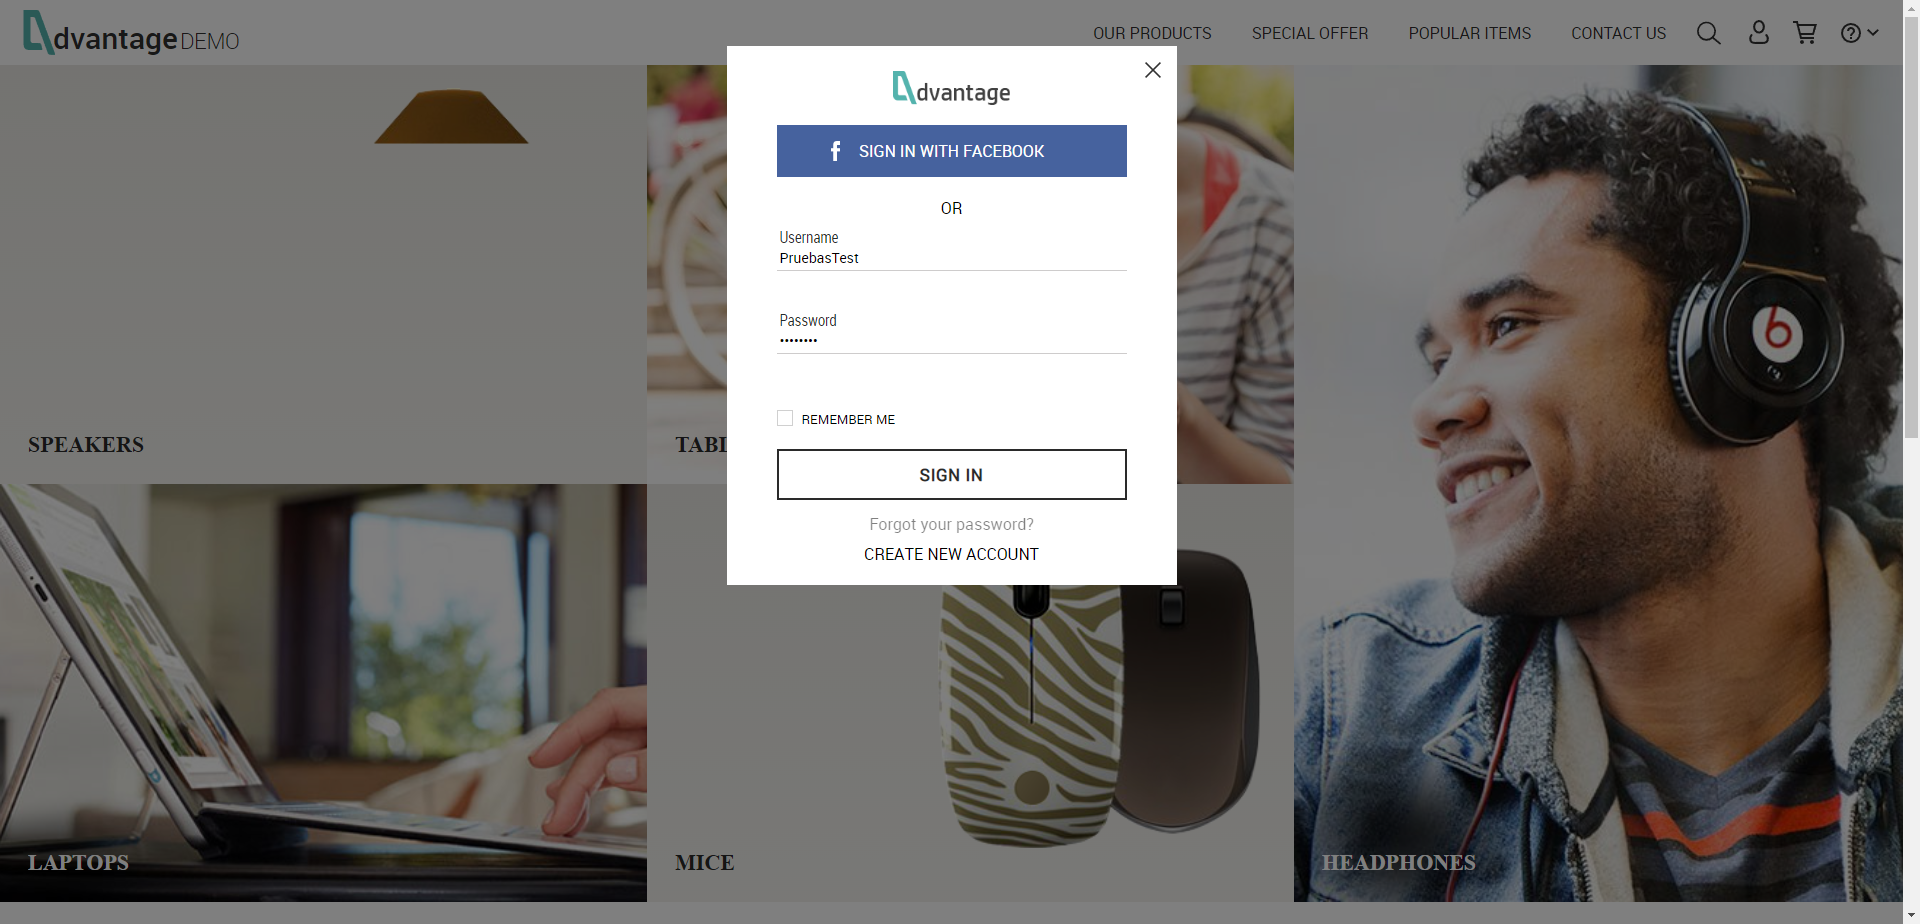 dvantage DEMO
OUR PRODUCTS
SPECIAL OFFER
POPULAR ITEMS
CONTACT US
dvantage
SIGN IN WITH FACEBOOK
OR
Username
PruebasTest
Password
••••••••
REMEMBER ME
SIGN IN
Forgot your password?
CREATE NEW ACCOUNT
SPEAKERS
TABL
LAPTOPS
MICE
HEADPHONES